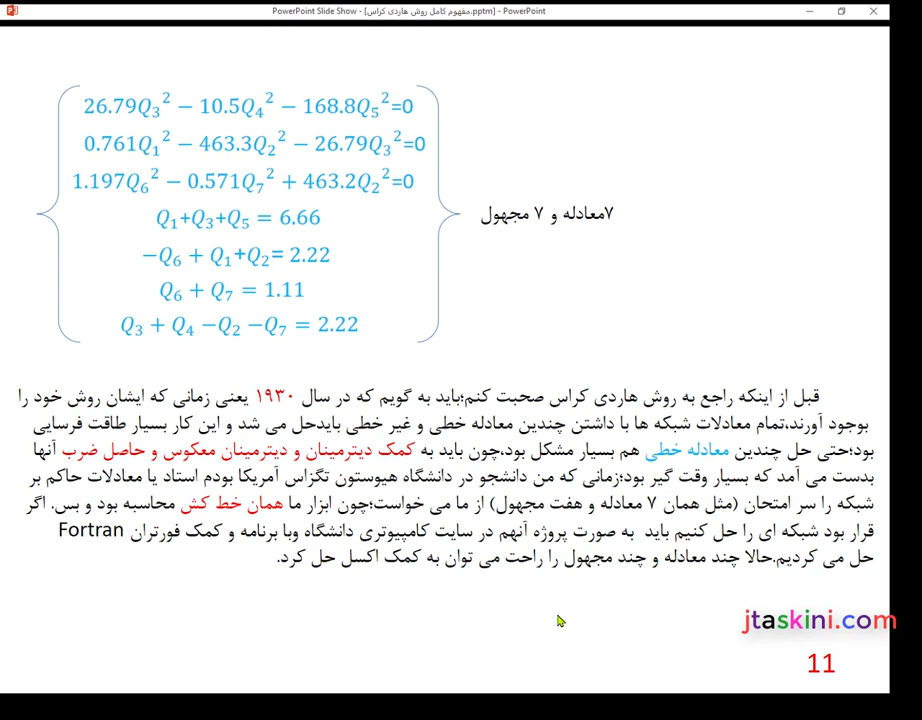 PowerPoint Slide Show - [مفهوم کامل روش هاردی کراس.pptm] - PowerPoint
26.79Q₃² − 10.5Q₄² − 168.8Q₅²=0
0.761Q₁² − 463.3Q₂² − 26.79Q₃²=0
1.197Q₆² − 0.571Q₇² + 463.2Q₂²=0
Q₁+Q₃+Q₅ = 6.66
−Q₆ + Q₁+Q₂= 2.22
Q₆ + Q₇ = 1.11
Q₃ + Q₄ −Q₂ −Q₇ = 2.22
۷معادله و ۷ مجهول
قبل از اینکه راجع به روش هاردی کراس صحبت کنم؛باید به گویم که در سال ۱۹۳۰ یعنی زمانی که ایشان روش خود را
بوجود آورند،تمام معادلات شبکه ها با داشتن چندین معادله خطی و غیر خطی بایدحل می شد و این کار بسیار طاقت فرسایی
بود؛حتی حل چندین معادله خطی هم بسیار مشکل بود،چون باید به کمک دیترمینان و دیترمینان معکوس و حاصل ضرب آنها
بدست می آمد که بسیار وقت گیر بود؛زمانی که من دانشجو در دانشگاه هیوستون تگزاس آمریکا بودم استاد یا معادلات حاکم بر
شبکه را سر امتحان (مثل همان ۷ معادله و هفت مجهول) از ما می خواست؛چون ابزار ما همان خط کش محاسبه بود و بس. اگر
قرار بود شبکه ای را حل کنیم باید به صورت پروژه آنهم در سایت کامپیوتری دانشگاه وبا برنامه و کمک فورتران Fortran
حل می کردیم.حالا چند معادله و چند مجهول را راحت می توان به کمک اکسل حل کرد.
jtaskini.com
11